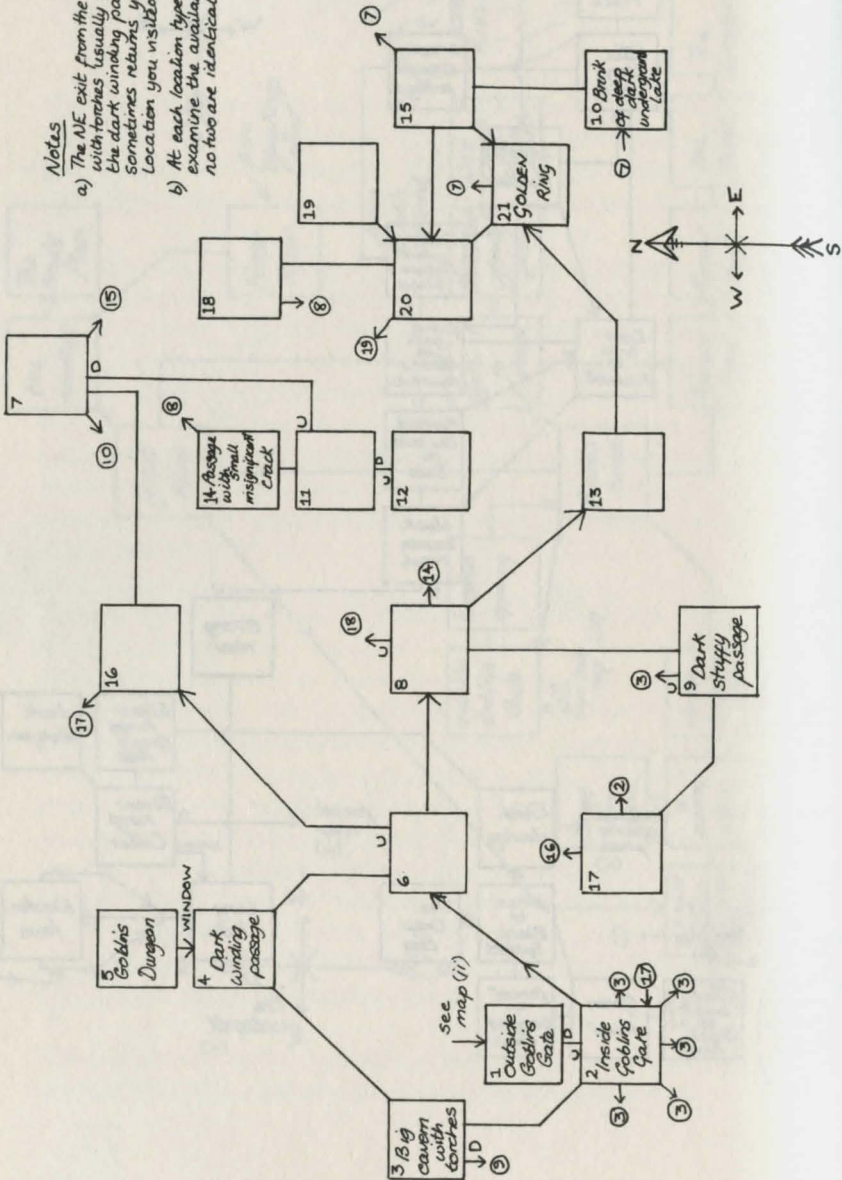 Notes
a) The NE exit from the
with torches usually
the dark winding pa
sometimes returns y
Location you visited
b) At each location type
examine the availa
no two are identical
7
15
10
D
16
17
14 Passage
with
small
insignificant
Crack
8
U
11
U
D
12
18
8
19
20
19
15
7
21
GOLDEN
RING
7
10 Brink
of deep
dark
underground
Lake
7
5
Goblins
Dungeon
WINDOW
4 Dark
winding
passage
U
6
8
U
18
14
13
17
16
2
9 Dark
stuffy
passage
U
3
3 Big
cavern
with
torches
D
9
see
map (ii)
1
Outside
Goblins
Gate
D
U
2 Inside
Goblins
Gate
3
3
17
3
3
3
N
W
E
S